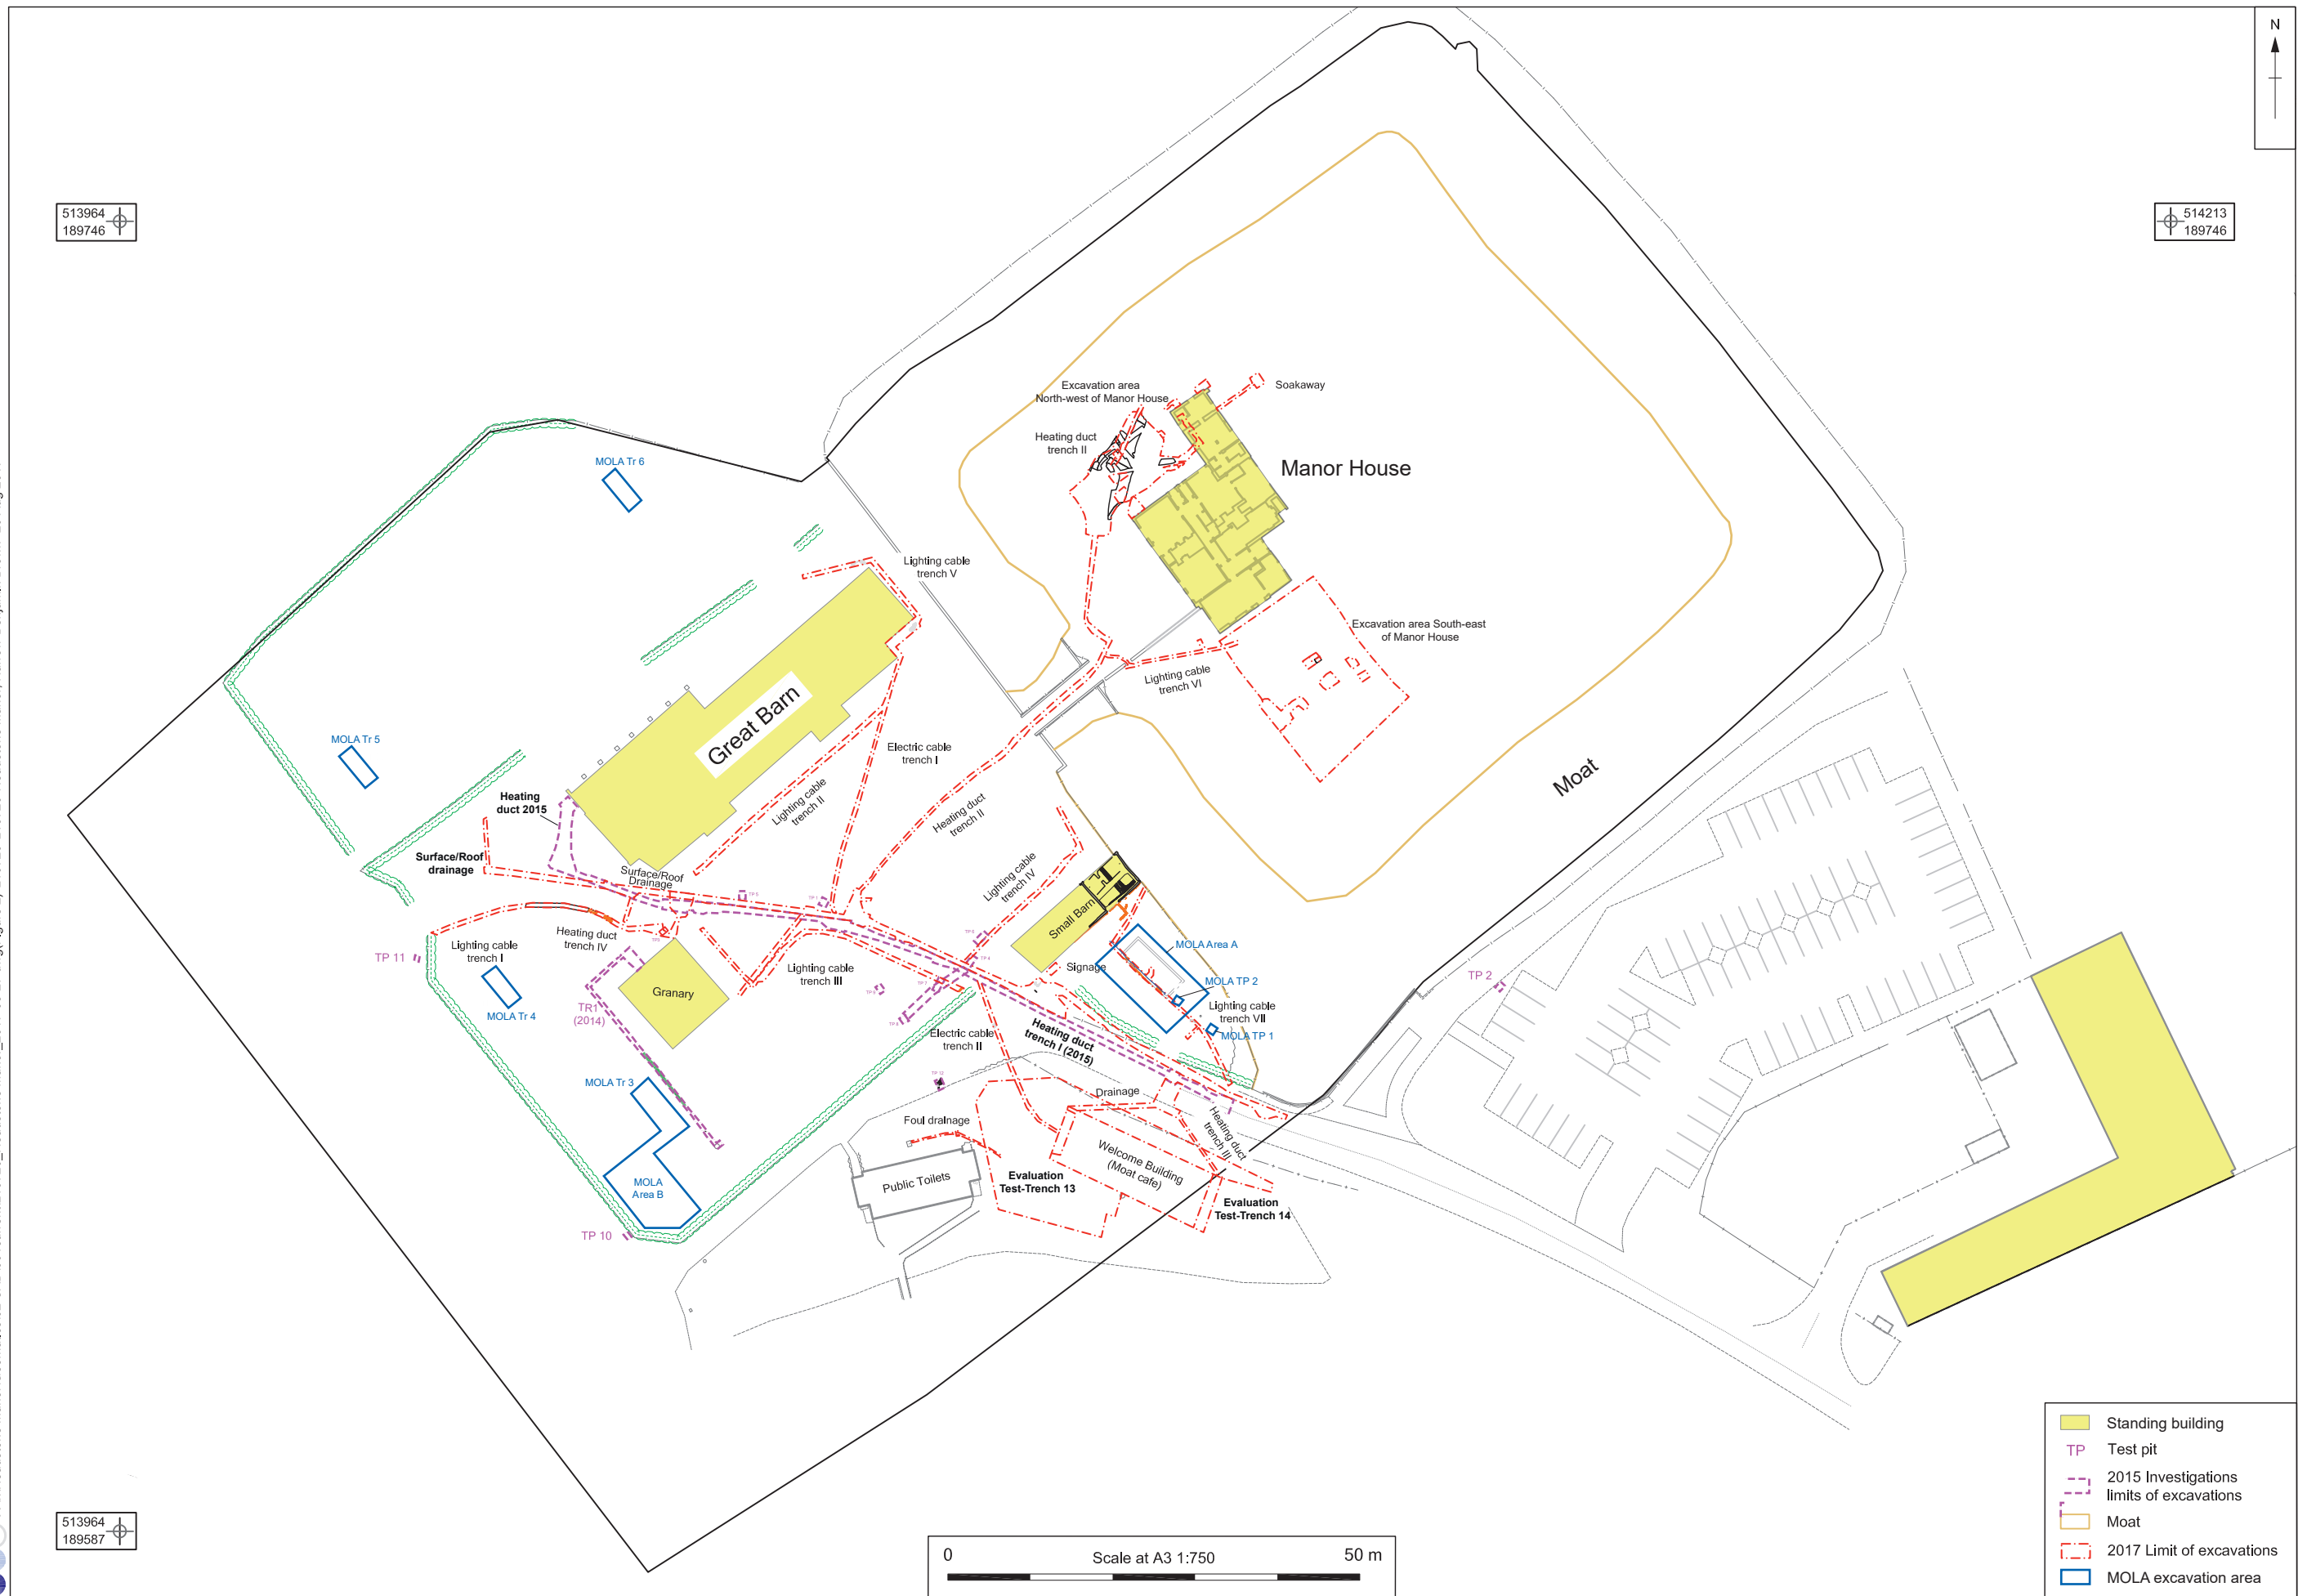 N
513964
189746
514213
189746
Excavation area
North-west of Manor House
Soakaway
Heating duct
trench II
Manor House
MOLA Tr 6
Lighting cable
trench V
Excavation area South-east
of Manor House
Lighting cable
trench VI
Great Barn
MOLA Tr 5
Electric cable
trench I
Moat
Heating
duct 2015
Lighting cable
trench II
Heating duct
trench II
Surface/Roof
drainage
Surface/Roof
Drainage
Lighting cable
trench IV
Small Barn
Heating duct
trench IV
Lighting cable
trench I
TP 11
MOLA Area A
Signage
MOLA TP 2
TP 2
Lighting cable
trench III
Granary
MOLA Tr 4
TR1
(2014)
Lighting cable
trench VII
MOLA TP 1
Electric cable
trench II
Heating duct
trench I (2015)
TP 12
MOLA Tr 3
Drainage
Foul drainage
Heating duct
trench III
Welcome Building
(Moat cafe)
Public Toilets
Evaluation
Test-Trench 13
MOLA
Area B
Evaluation
Test-Trench 14
TP 10
513964
189587
0
Scale at A3 1:750
50 m
Standing building
TP
Test pit
2015 Investigations
limits of excavations
Moat
2017 Limit of excavations
MOLA excavation area